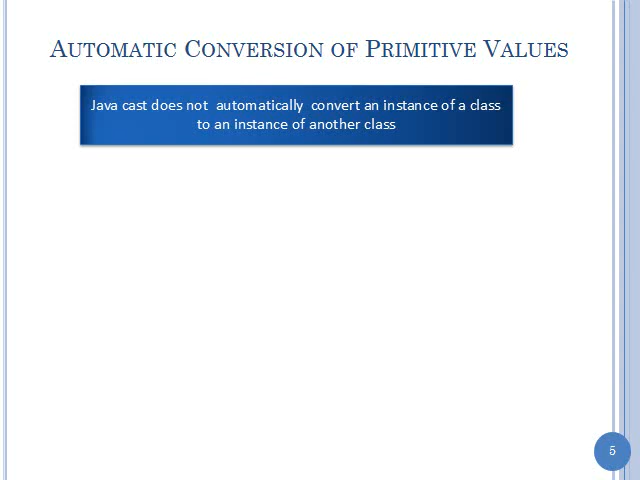 AUTOMATIC CONVERSION OF PRIMITIVE VALUES
Java cast does not  automatically  convert an instance of a class
to an instance of another class
5